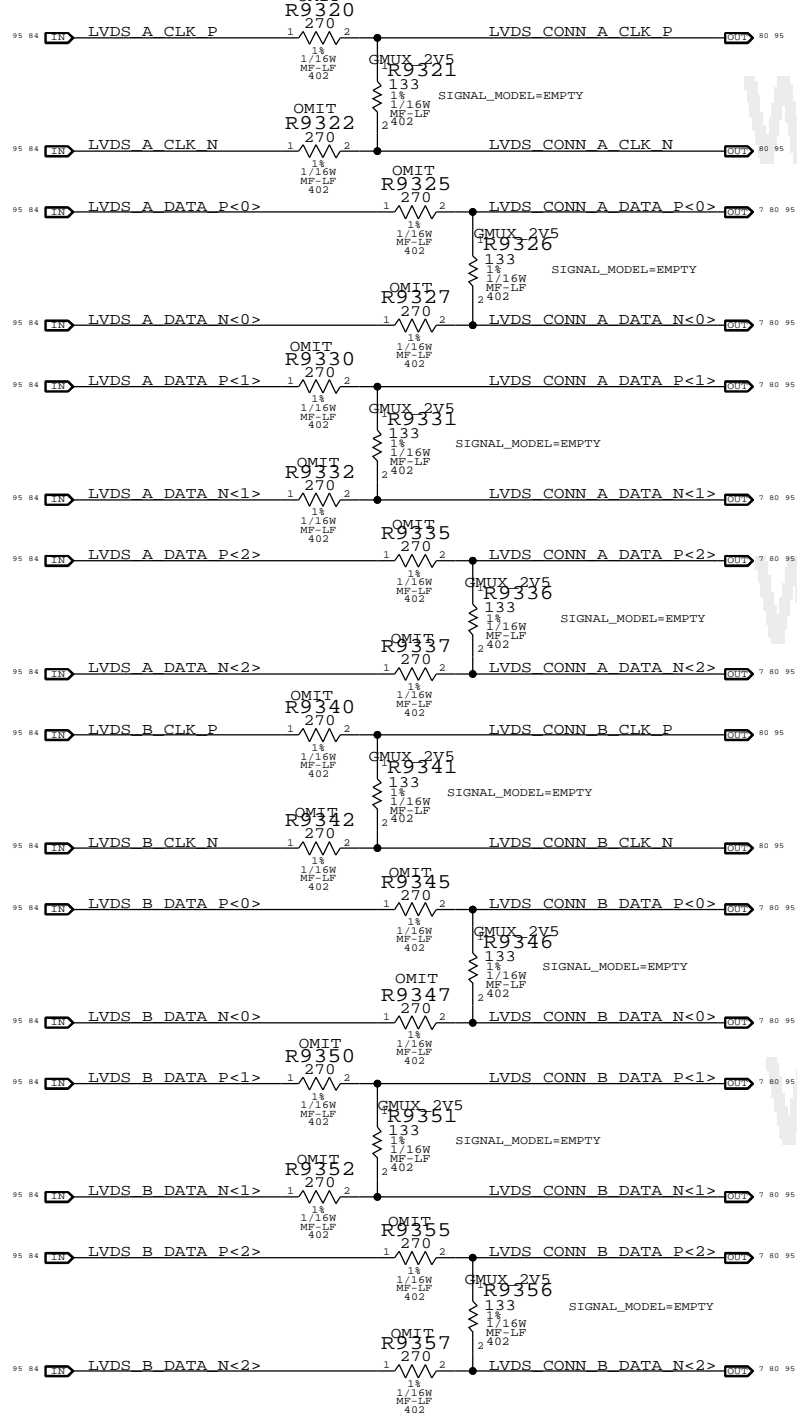 R9320
270
95 84 IN LVDS_A_CLK_P 1 2 LVDS_CONN_A_CLK_P OUT 80 95
1%
1/16W
MF-LF
402
GMUX_2V5
1 R9321
133
1%
1/16W
MF-LF
2 402
SIGNAL_MODEL=EMPTY
OMIT
R9322
270
95 84 IN LVDS_A_CLK_N 1 2 LVDS_CONN_A_CLK_N OUT 80 95
1%
1/16W
MF-LF
402
OMIT
R9325
270
95 84 IN LVDS_A_DATA_P<0> 1 2 LVDS_CONN_A_DATA_P<0> OUT 7 80 95
1%
1/16W
MF-LF
402
GMUX_2V5
1 R9326
133
1%
1/16W
MF-LF
2 402
SIGNAL_MODEL=EMPTY
OMIT
R9327
270
95 84 IN LVDS_A_DATA_N<0> 1 2 LVDS_CONN_A_DATA_N<0> OUT 7 80 95
1%
1/16W
MF-LF
402
OMIT
R9330
270
95 84 IN LVDS_A_DATA_P<1> 1 2 LVDS_CONN_A_DATA_P<1> OUT 7 80 95
1%
1/16W
MF-LF
402
GMUX_2V5
1 R9331
133
1%
1/16W
MF-LF
2 402
SIGNAL_MODEL=EMPTY
OMIT
R9332
270
95 84 IN LVDS_A_DATA_N<1> 1 2 LVDS_CONN_A_DATA_N<1> OUT 7 80 95
1%
1/16W
MF-LF
402
OMIT
R9335
270
95 84 IN LVDS_A_DATA_P<2> 1 2 LVDS_CONN_A_DATA_P<2> OUT 7 80 95
1%
1/16W
MF-LF
402
GMUX_2V5
1 R9336
133
1%
1/16W
MF-LF
2 402
SIGNAL_MODEL=EMPTY
OMIT
R9337
270
95 84 IN LVDS_A_DATA_N<2> 1 2 LVDS_CONN_A_DATA_N<2> OUT 7 80 95
1%
1/16W
MF-LF
402
OMIT
R9340
270
95 84 IN LVDS_B_CLK_P 1 2 LVDS_CONN_B_CLK_P OUT 80 95
1%
1/16W
MF-LF
402
GMUX_2V5
1 R9341
133
1%
1/16W
MF-LF
2 402
SIGNAL_MODEL=EMPTY
OMIT
R9342
270
95 84 IN LVDS_B_CLK_N 1 2 LVDS_CONN_B_CLK_N OUT 80 95
1%
1/16W
MF-LF
402
OMIT
R9345
270
95 84 IN LVDS_B_DATA_P<0> 1 2 LVDS_CONN_B_DATA_P<0> OUT 7 80 95
1%
1/16W
MF-LF
402
GMUX_2V5
1 R9346
133
1%
1/16W
MF-LF
2 402
SIGNAL_MODEL=EMPTY
OMIT
R9347
270
95 84 IN LVDS_B_DATA_N<0> 1 2 LVDS_CONN_B_DATA_N<0> OUT 7 80 95
1%
1/16W
MF-LF
402
OMIT
R9350
270
95 84 IN LVDS_B_DATA_P<1> 1 2 LVDS_CONN_B_DATA_P<1> OUT 7 80 95
1%
1/16W
MF-LF
402
GMUX_2V5
1 R9351
133
1%
1/16W
MF-LF
2 402
SIGNAL_MODEL=EMPTY
OMIT
R9352
270
95 84 IN LVDS_B_DATA_N<1> 1 2 LVDS_CONN_B_DATA_N<1> OUT 7 80 95
1%
1/16W
MF-LF
402
OMIT
R9355
270
95 84 IN LVDS_B_DATA_P<2> 1 2 LVDS_CONN_B_DATA_P<2> OUT 7 80 95
1%
1/16W
MF-LF
402
GMUX_2V5
1 R9356
133
1%
1/16W
MF-LF
2 402
SIGNAL_MODEL=EMPTY
OMIT
R9357
270
95 84 IN LVDS_B_DATA_N<2> 1 2 LVDS_CONN_B_DATA_N<2> OUT 7 80 95
1%
1/16W
MF-LF
402